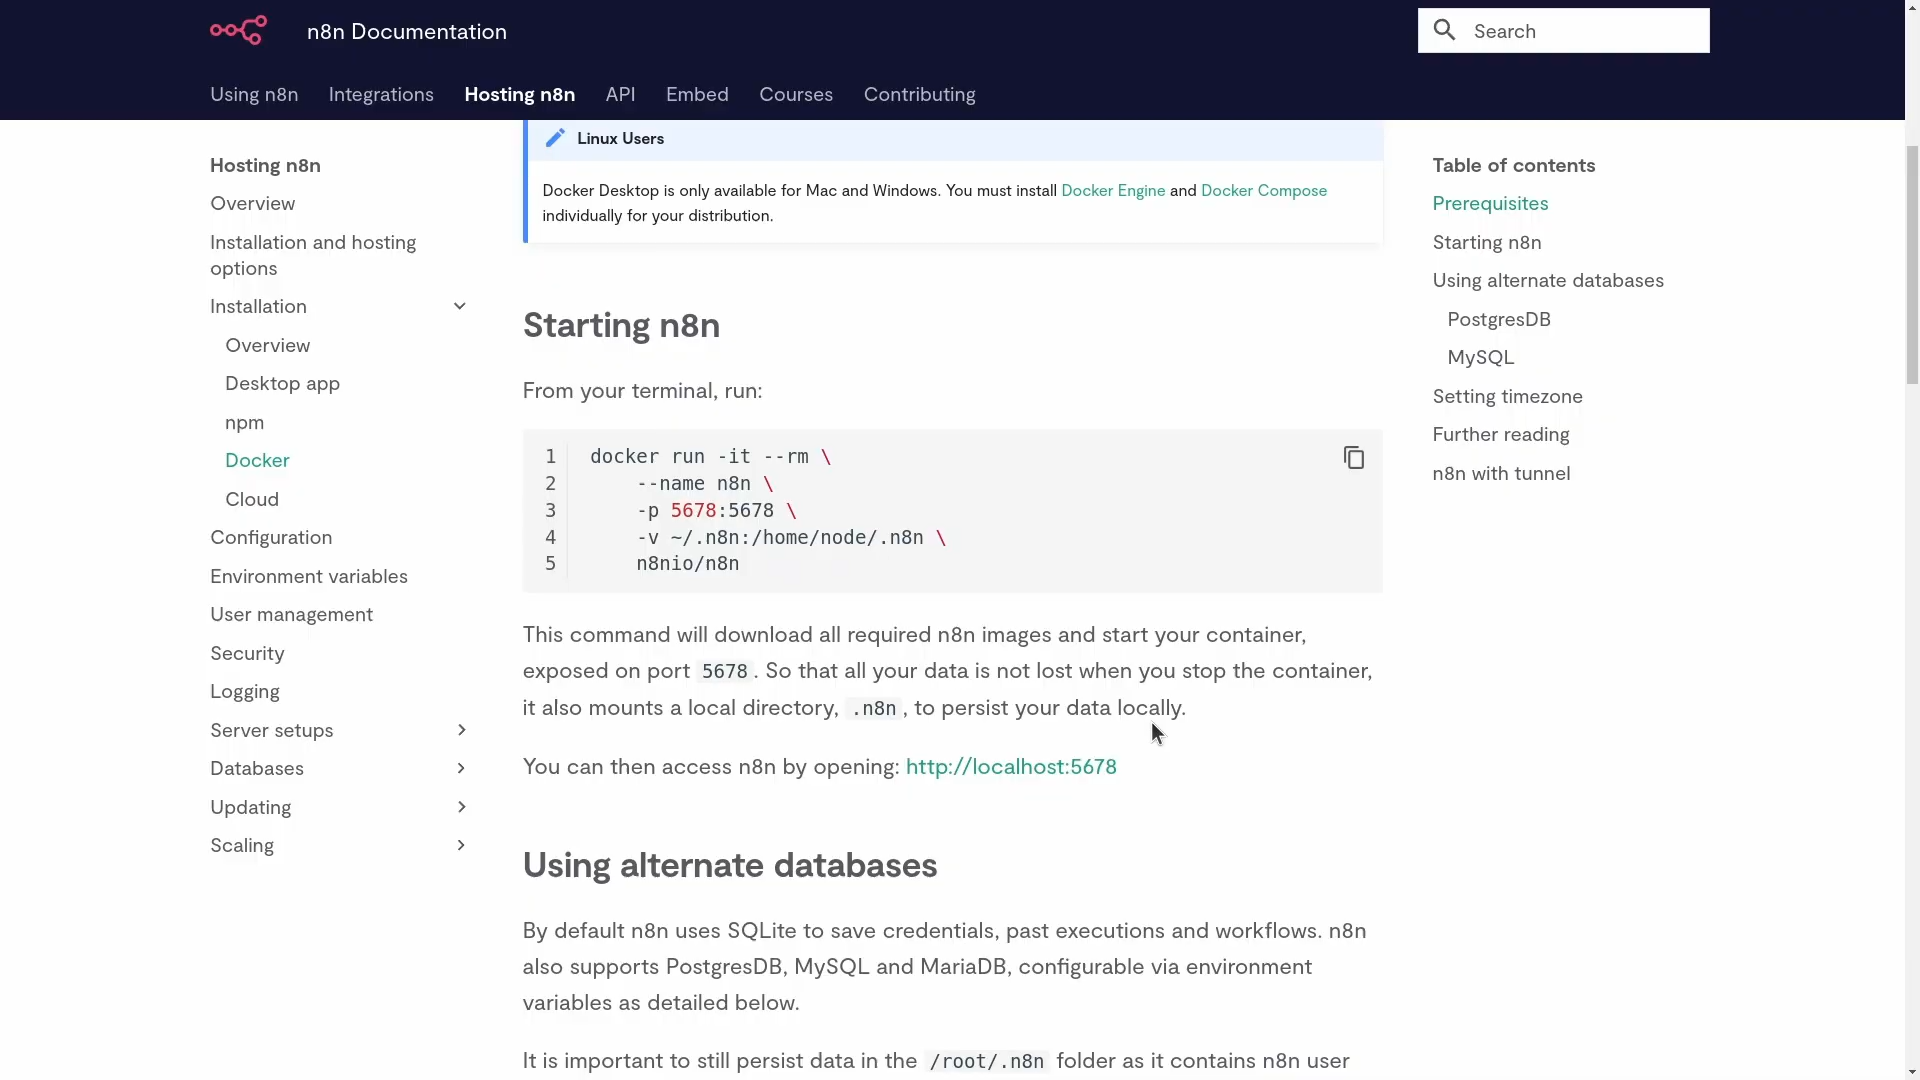 n8n Documentation
Search
Using n8n
Integrations
Hosting n8n
API
Embed
Courses
Contributing
Hosting n8n
Overview
Installation and hosting
options
Installation
Overview
Desktop app
npm
Docker
Cloud
Configuration
Environment variables
User management
Security
Logging
Server setups
Databases
Updating
Scaling
Linux Users
Docker Desktop is only available for Mac and Windows. You must install Docker Engine and Docker Compose
individually for your distribution.
Starting n8n
From your terminal, run:
1 docker run -it --rm \
2     --name n8n \
3     -p 5678:5678 \
4     -v ~/.n8n:/home/node/.n8n \
5     n8nio/n8n
This command will download all required n8n images and start your container,
exposed on port 5678. So that all your data is not lost when you stop the container,
it also mounts a local directory, .n8n, to persist your data locally.
You can then access n8n by opening: http://localhost:5678
Using alternate databases
By default n8n uses SQLite to save credentials, past executions and workflows. n8n
also supports PostgresDB, MySQL and MariaDB, configurable via environment
variables as detailed below.
It is important to still persist data in the /root/.n8n folder as it contains n8n user
Table of contents
Prerequisites
Starting n8n
Using alternate databases
PostgresDB
MySQL
Setting timezone
Further reading
n8n with tunnel